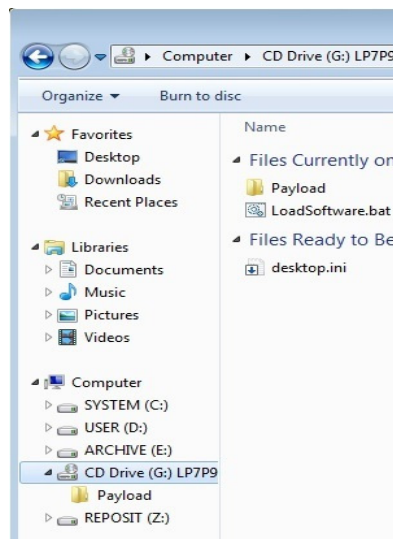 Computer CD Drive (G:) LP7P9
Organize Burn to disc
Favorites
Desktop
Downloads
Recent Places
Libraries
Documents
Music
Pictures
Videos
Computer
SYSTEM (C:)
USER (D:)
ARCHIVE (E:)
CD Drive (G:) LP7P9
Payload
REPOSIT (Z:)
Name
Files Currently on
Payload
LoadSoftware.bat
Files Ready to Be
desktop.ini